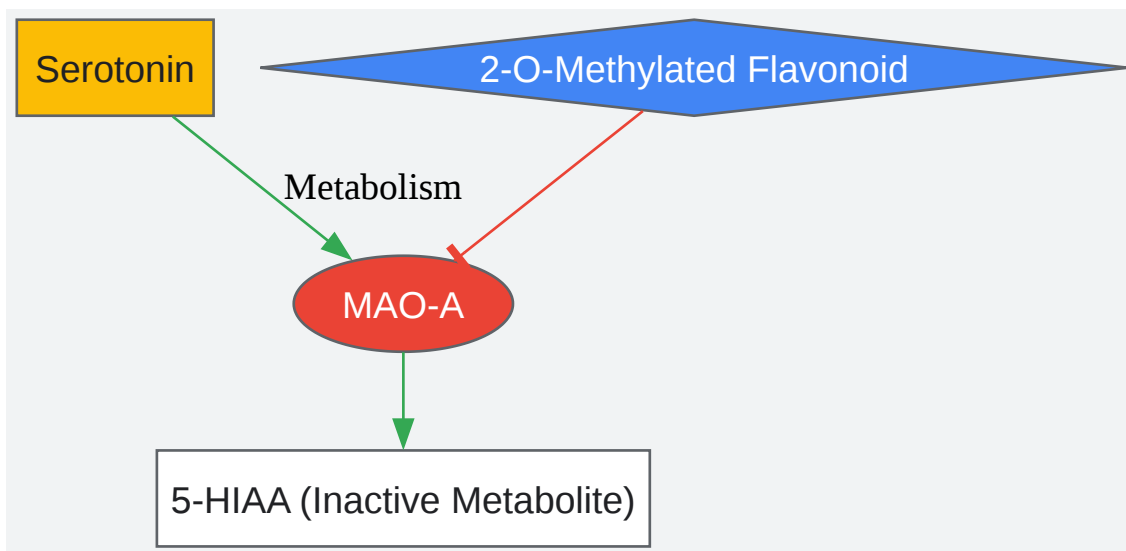 Serotonin
2-O-Methylated Flavonoid
Metabolism
MAO-A
5-HIAA (Inactive Metabolite)